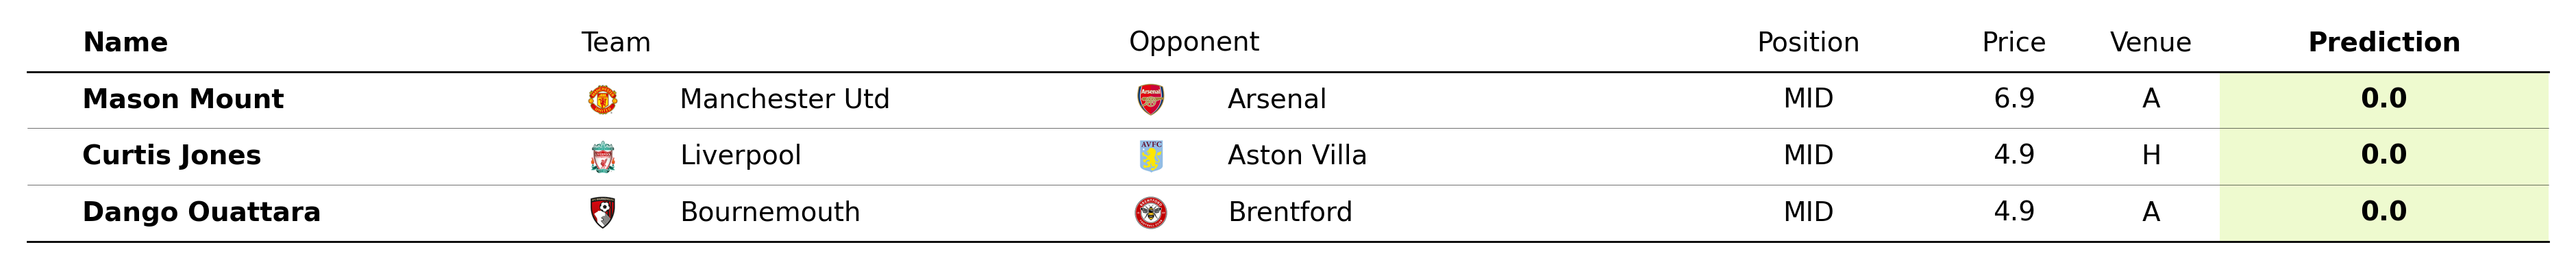 Name Team Opponent Position Price Venue Prediction
Mason Mount Manchester Utd Arsenal MID 6.9 A 0.0
Curtis Jones Liverpool AVFC Aston Villa MID 4.9 H 0.0
Dango Ouattara Bournemouth Brentford MID 4.9 A 0.0